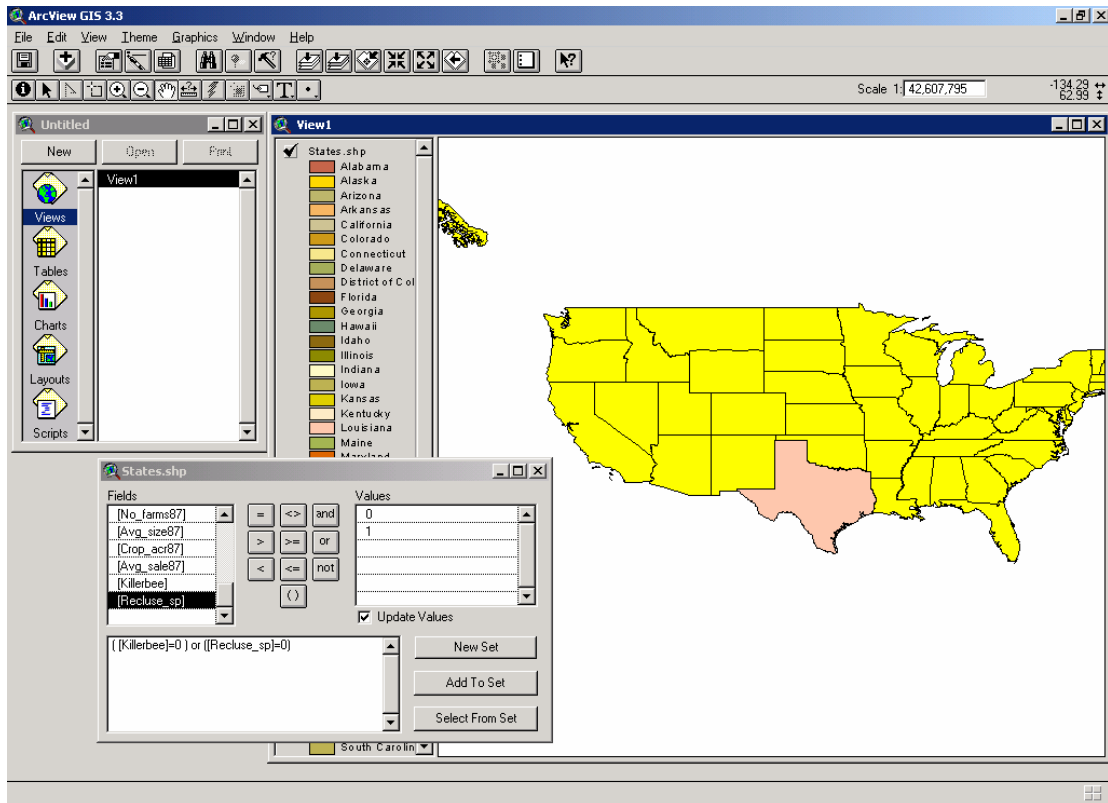 ArcView GIS 3.3
File Edit View Theme Graphics Window Help
Scale 1: 42,607,795
-134.29
62.99
Untitled
New Open Print
View1
Views
Tables
Charts
Layouts
Scripts
View1
States.shp
Alabama
Alaska
Arizona
Arkansas
California
Colorado
Connecticut
Delaware
District of Col
Florida
Georgia
Hawaii
Idaho
Illinois
Indiana
Iowa
Kansas
Kentucky
Louisiana
Maine
Maryland
States.shp
Fields
[No_farms87]
[Avg_size87]
[Crop_acr87]
[Avg_sale87]
[Killerbee]
[Recluse_sp]
= <> and
> >= or
< <= not
()
Values
0
1
Update Values
( [Killerbee]=0 ) or ([Recluse_sp]=0)
New Set
Add To Set
Select From Set
South Carolin